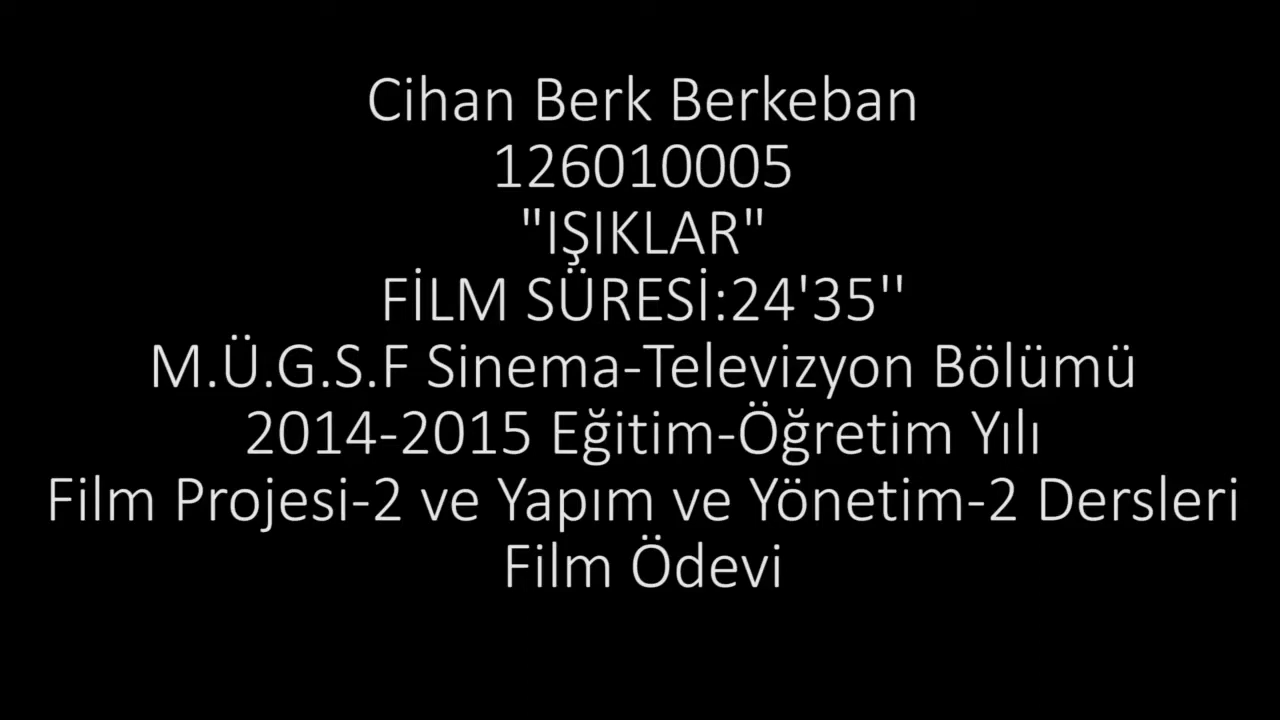 Cihan Berk Berkeban
126010005
"IŞIKLAR"
FİLM SÜRESİ:24'35''
M.Ü.G.S.F Sinema-Televizyon Bölümü
2014-2015 Eğitim-Öğretim Yılı
Film Projesi-2 ve Yapım ve Yönetim-2 Dersleri
Film Ödevi